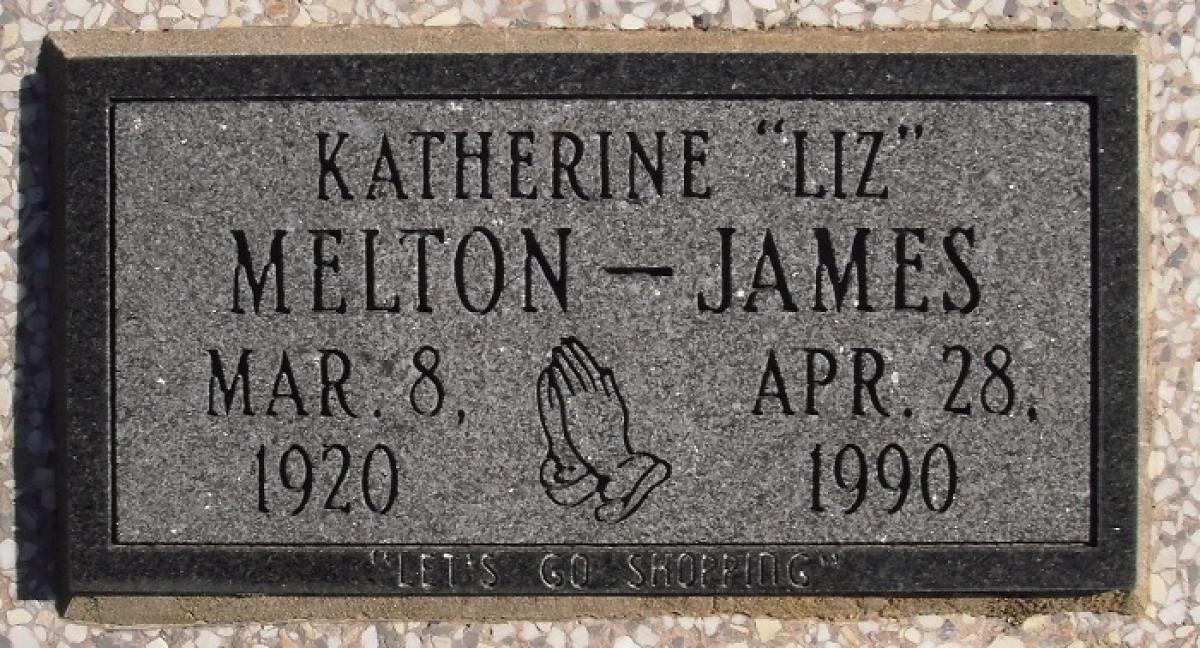 KATHERINE "LIZ"
MELTON — JAMES
MAR. 8, APR. 28,
1920 1990
"LET'S GO SHOPPING"